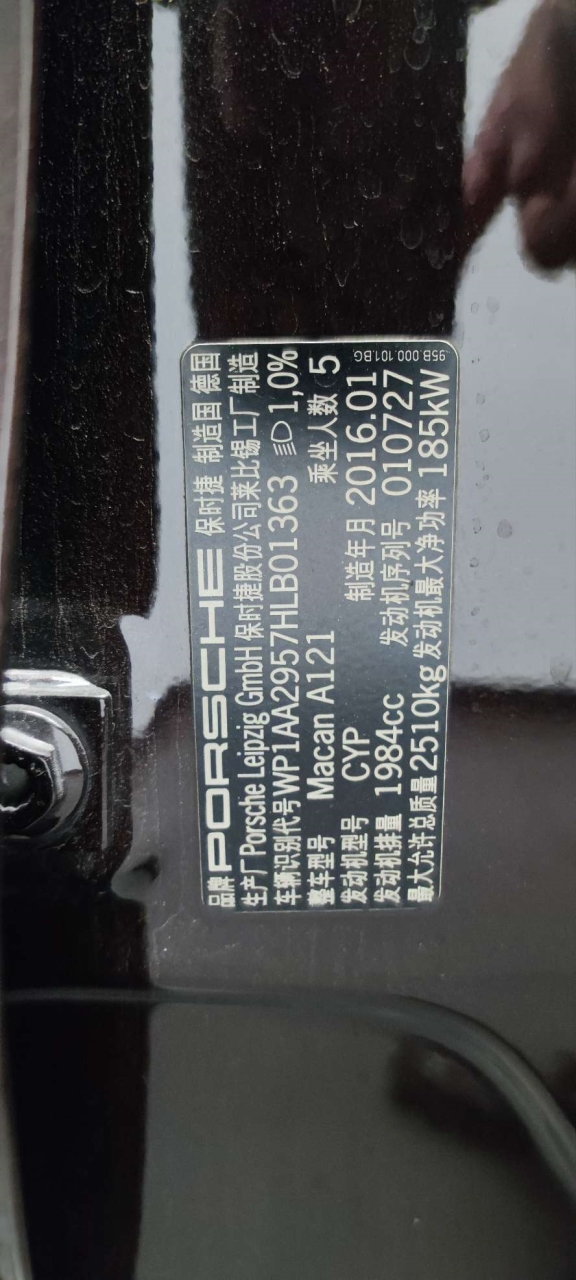 品牌 PORSCHE 保时捷 制造国 德国
生产厂 Porsche Leipzig GmbH 保时捷股份公司莱比锡工厂 制造
车辆识别代号 WP1AA2957HLB01363 1,0%
整车型号 Macan A121 乘坐人数 5
发动机型号 CYP 制造年月 2016.01
发动机排量 1984cc 发动机序列号 010727
最大允许总质量 2510kg 发动机最大净功率 185kW
95B.000.101.BG